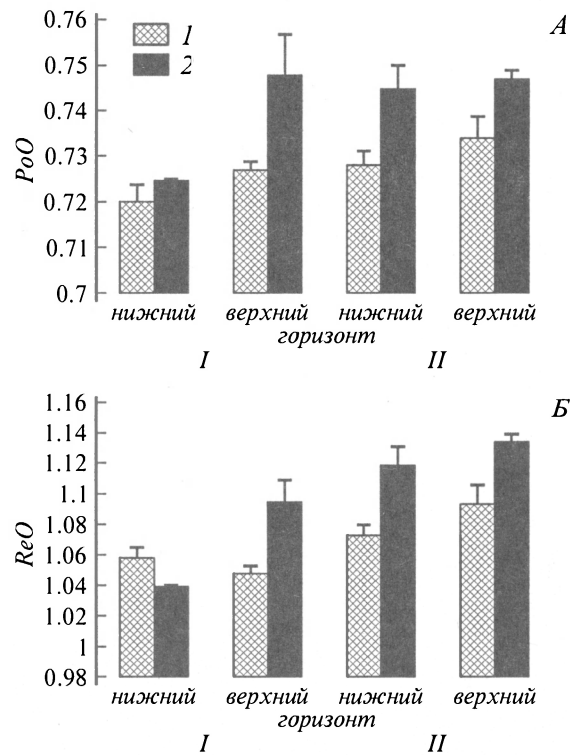 А
0.76
1
0.75
2
0.74
PoO
0.73
0.72
0.71
0.7
нижний верхний нижний верхний
горизонт
I II
Б
1.16
1.14
1.12
1.1
ReO
1.08
1.06
1.04
1.02
1
0.98
нижний верхний нижний верхний
горизонт
I II